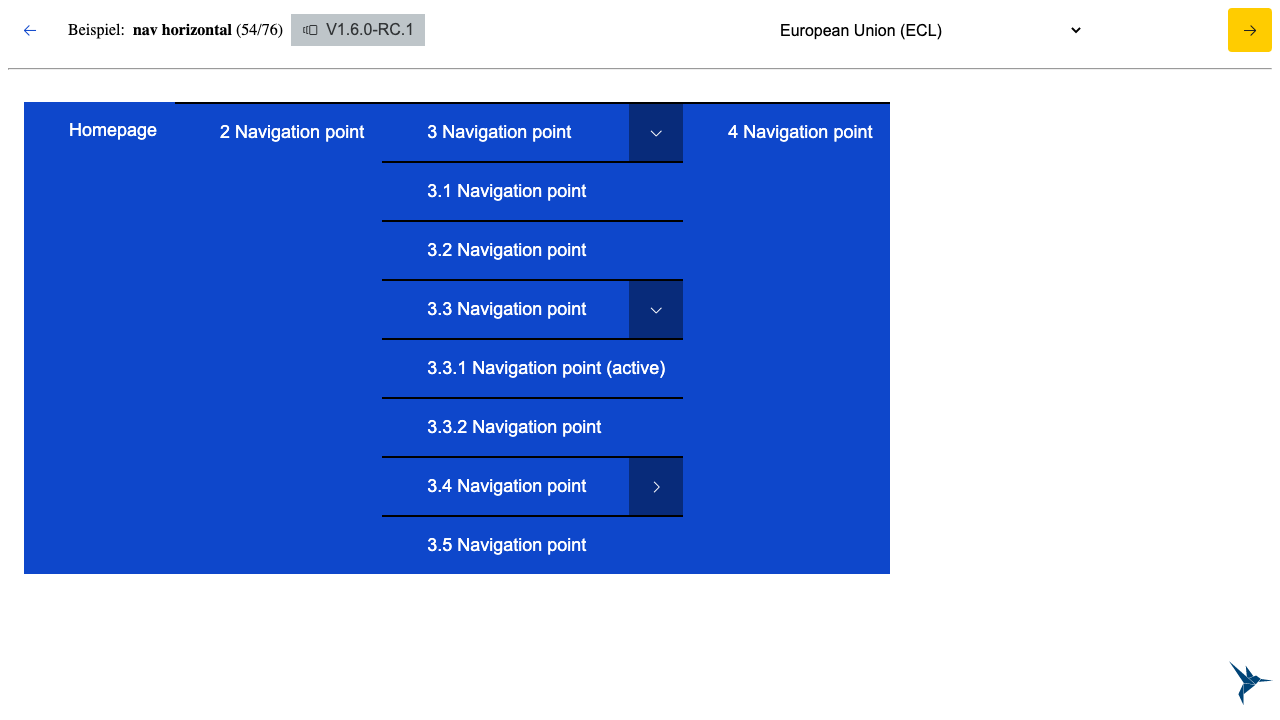 Beispiel: nav horizontal (54/76) V1.6.0-RC.1 European Union (ECL)
Homepage 2 Navigation point 3 Navigation point 4 Navigation point
3.1 Navigation point
3.2 Navigation point
3.3 Navigation point
3.3.1 Navigation point (active)
3.3.2 Navigation point
3.4 Navigation point
3.5 Navigation point